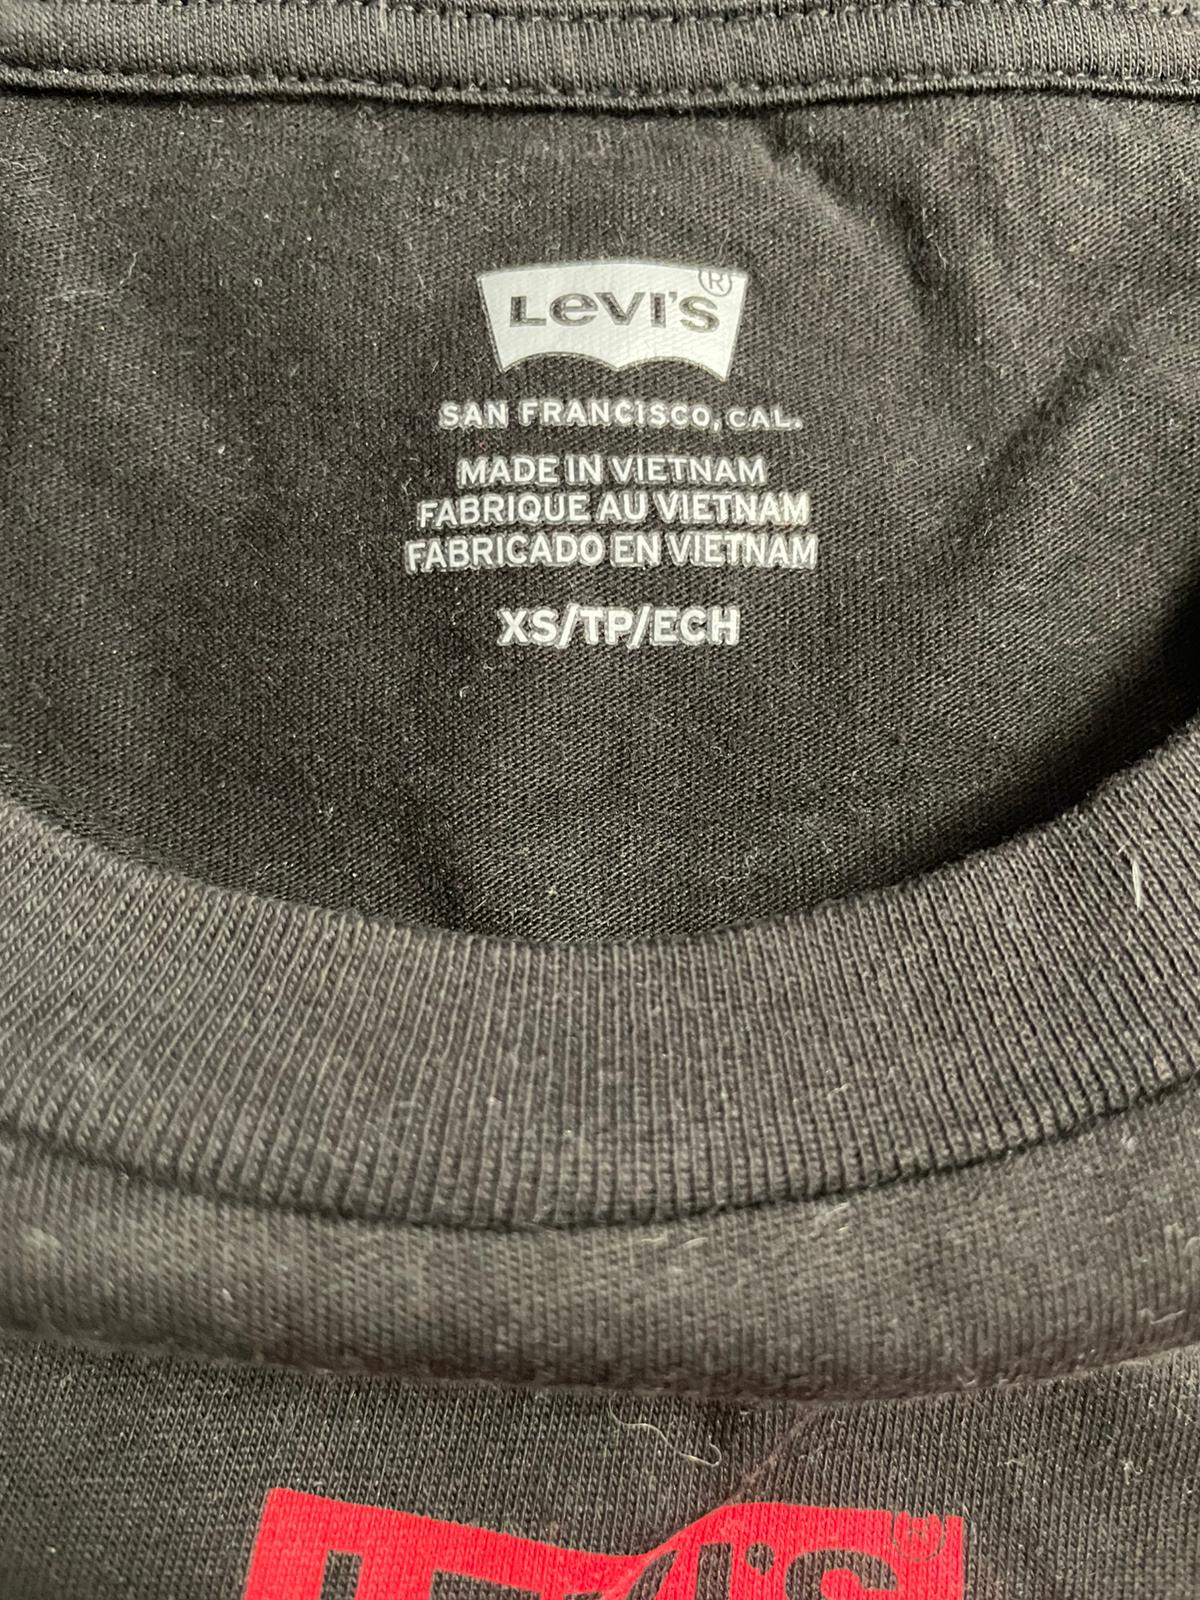 LEVI'S®
SAN FRANCISCO, CAL.
MADE IN VIETNAM
FABRIQUE AU VIETNAM
FABRICADO EN VIETNAM
XS/TP/ECH